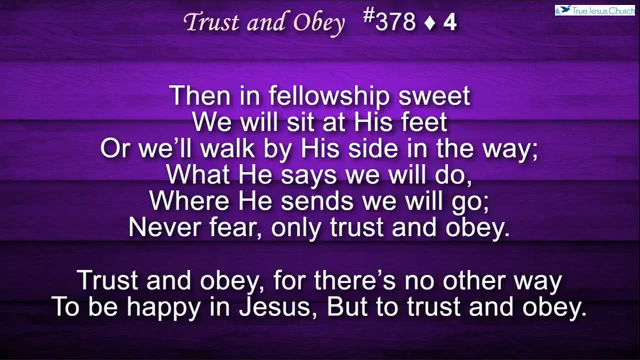 Trust and Obey #378 ♦ 4
True Jesus Church
Then in fellowship sweet
We will sit at His feet
Or we’ll walk by His side in the way;
What He says we will do,
Where He sends we will go;
Never fear, only trust and obey.
Trust and obey, for there’s no other way
To be happy in Jesus, But to trust and obey.